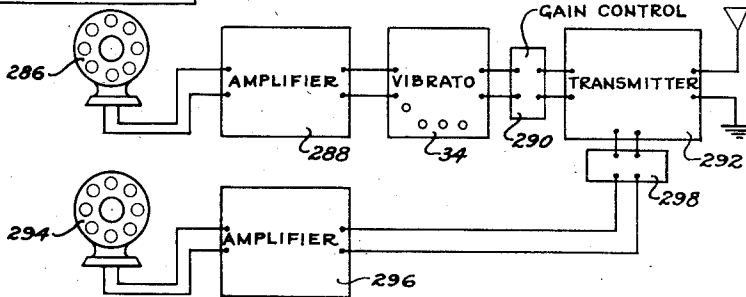 GAIN CONTROL
286
AMPLIFIER
VIBRATO
TRANSMITTER
288
34
290
292
298
294
AMPLIFIER
296